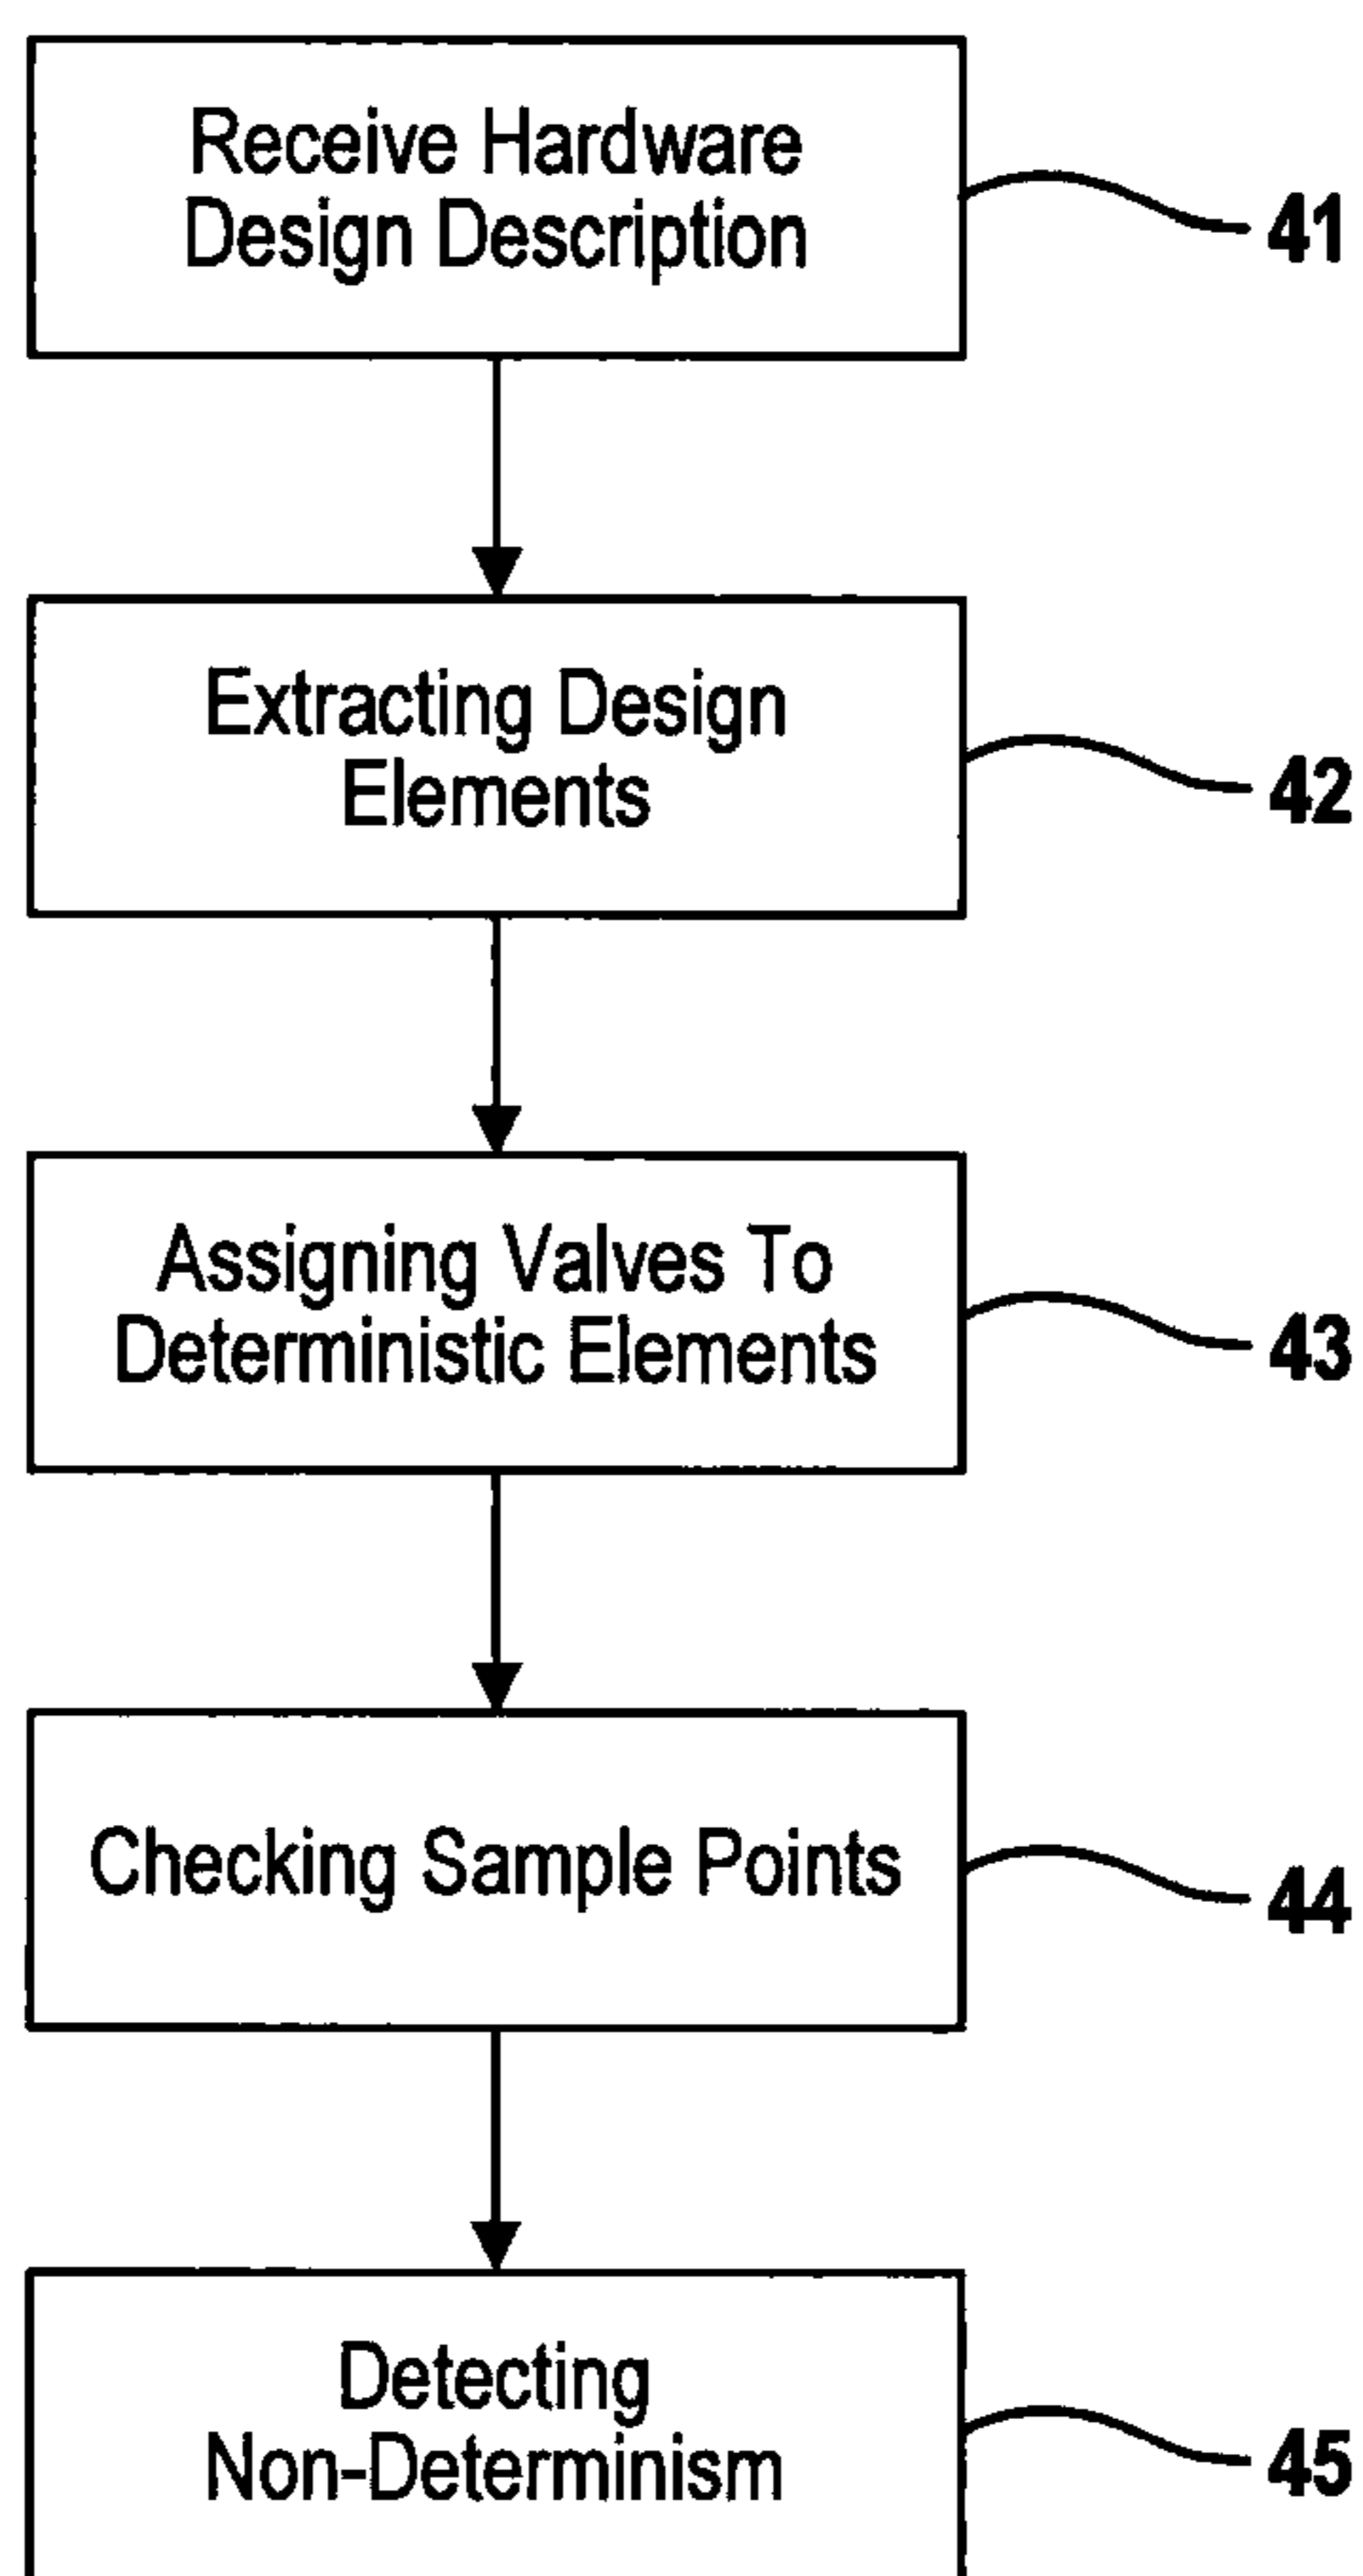 Receive Hardware
Design Description
41
Extracting Design
Elements
42
Assigning Valves To
Deterministic Elements
43
Checking Sample Points
44
Detecting
Non-Determinism
45